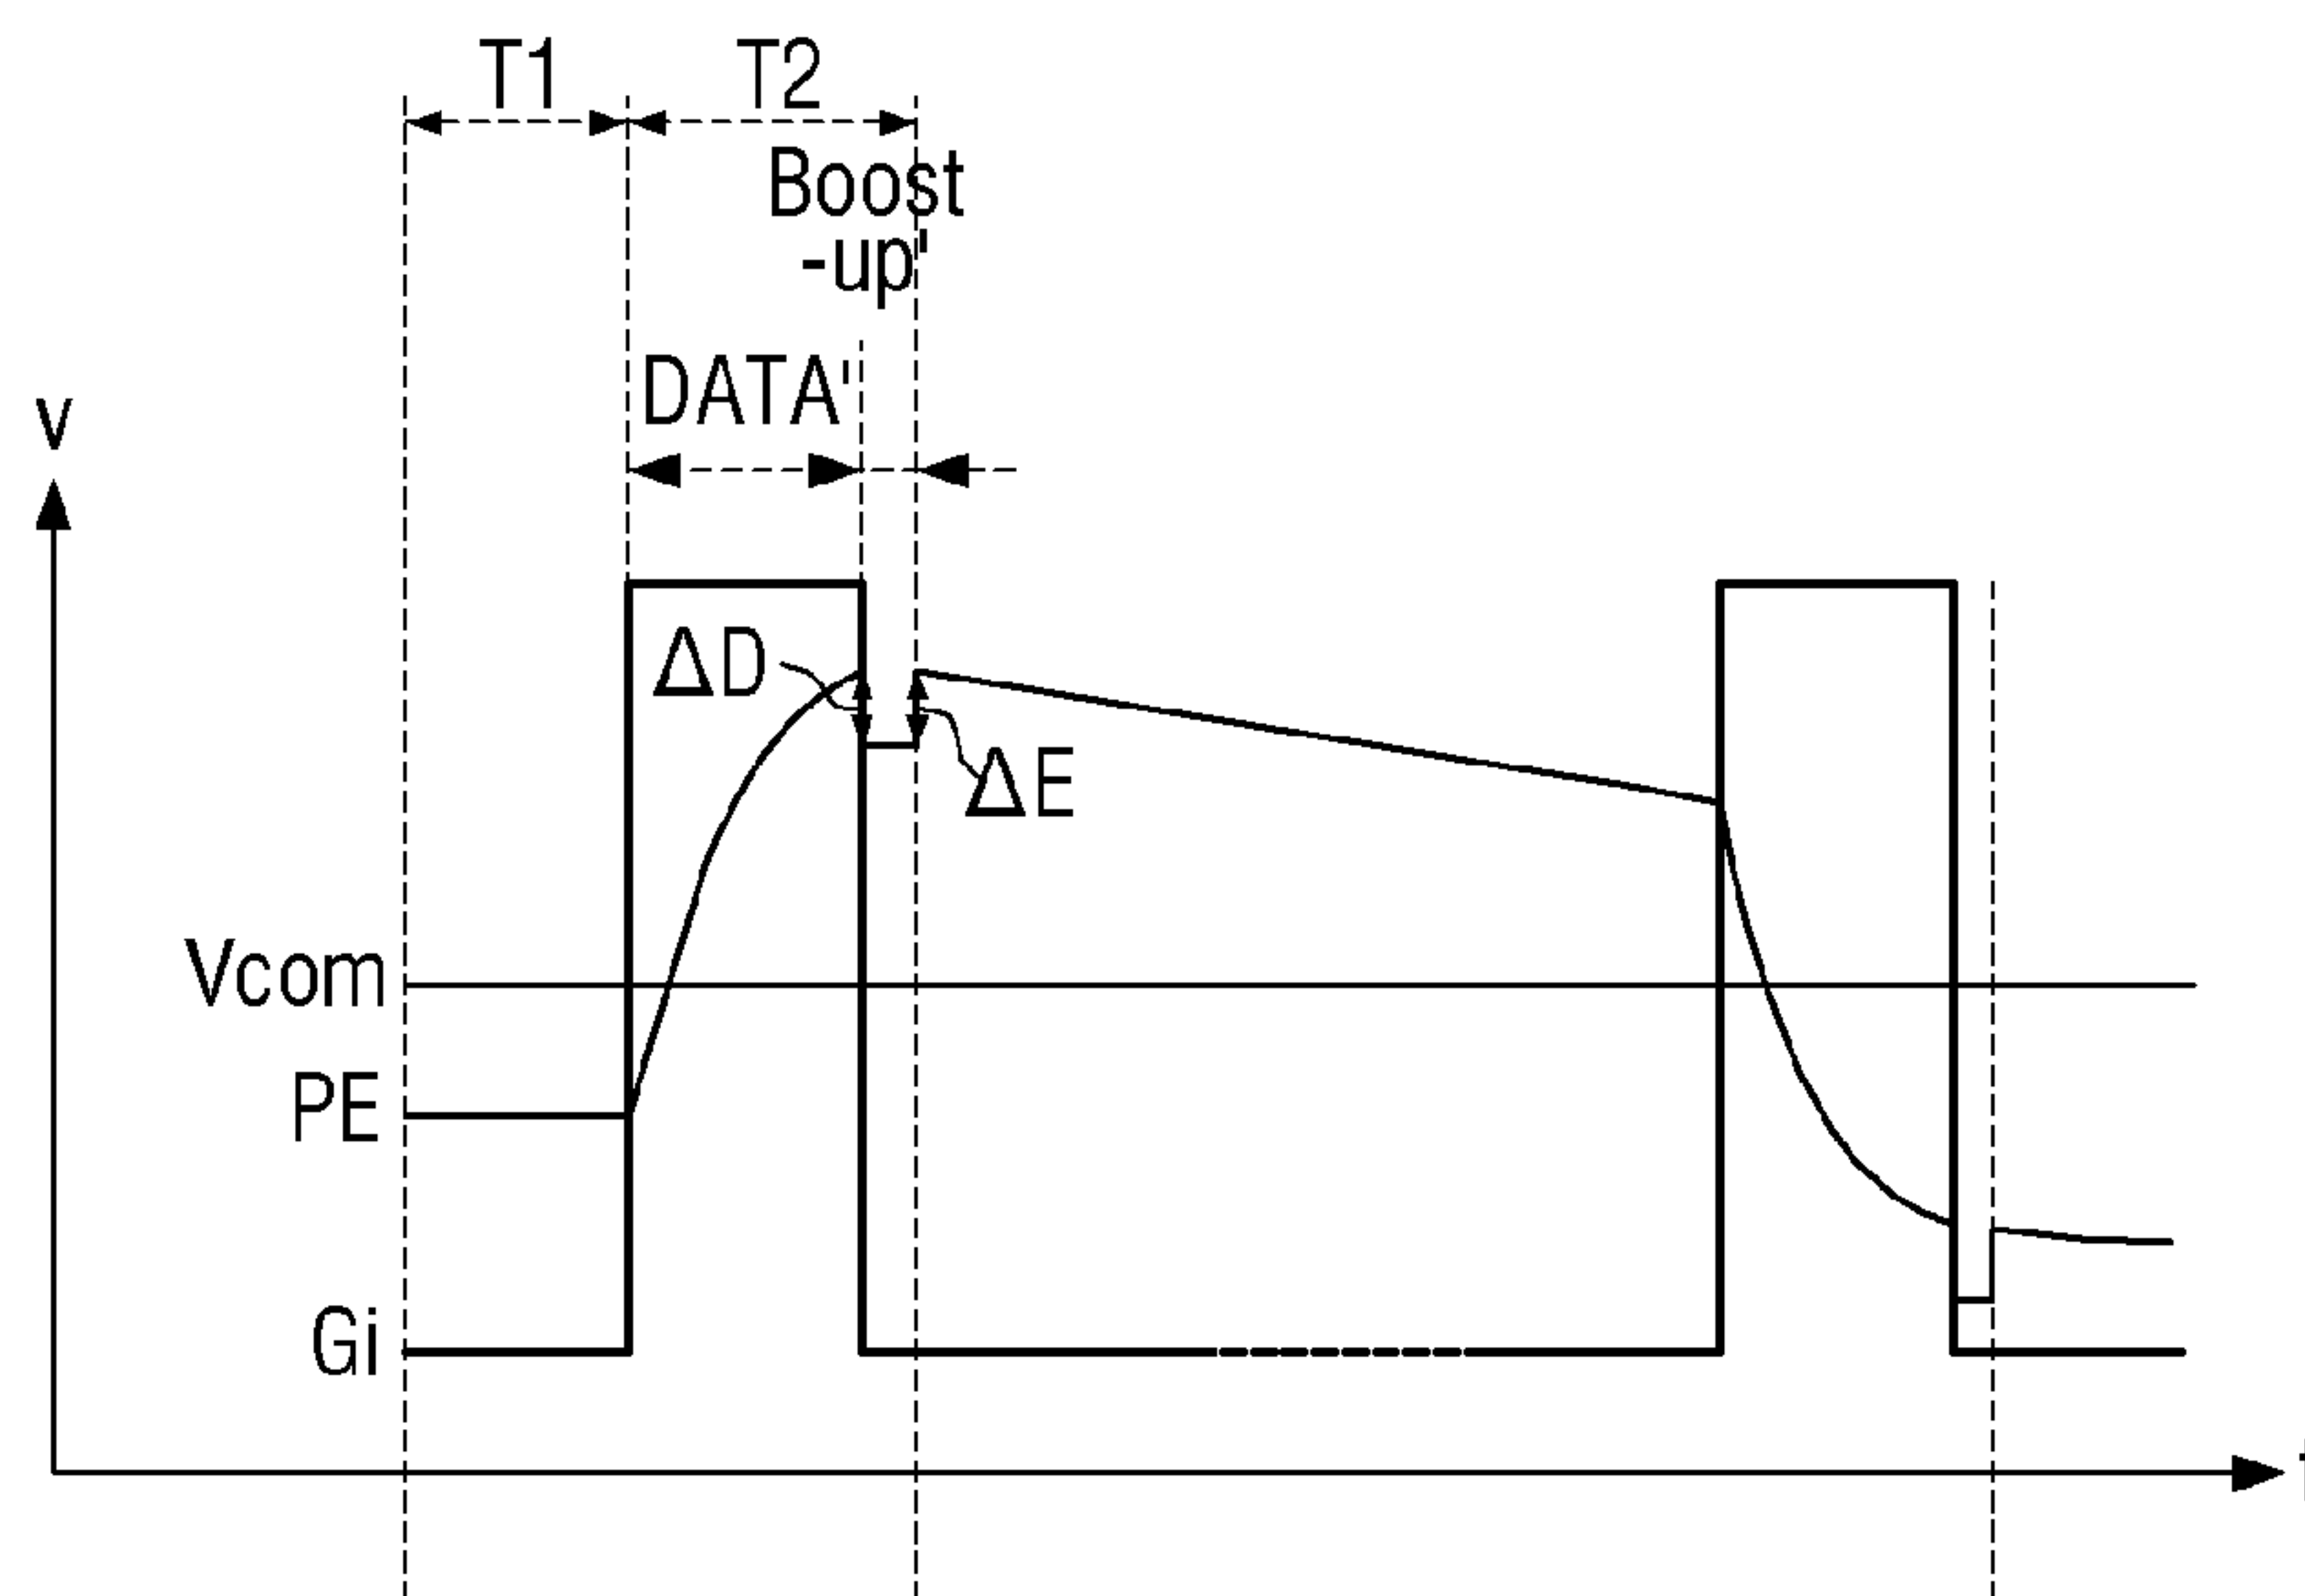 T1
T2
Boost
-up'
DATA'
v
ΔD
ΔE
Vcom
PE
Gi